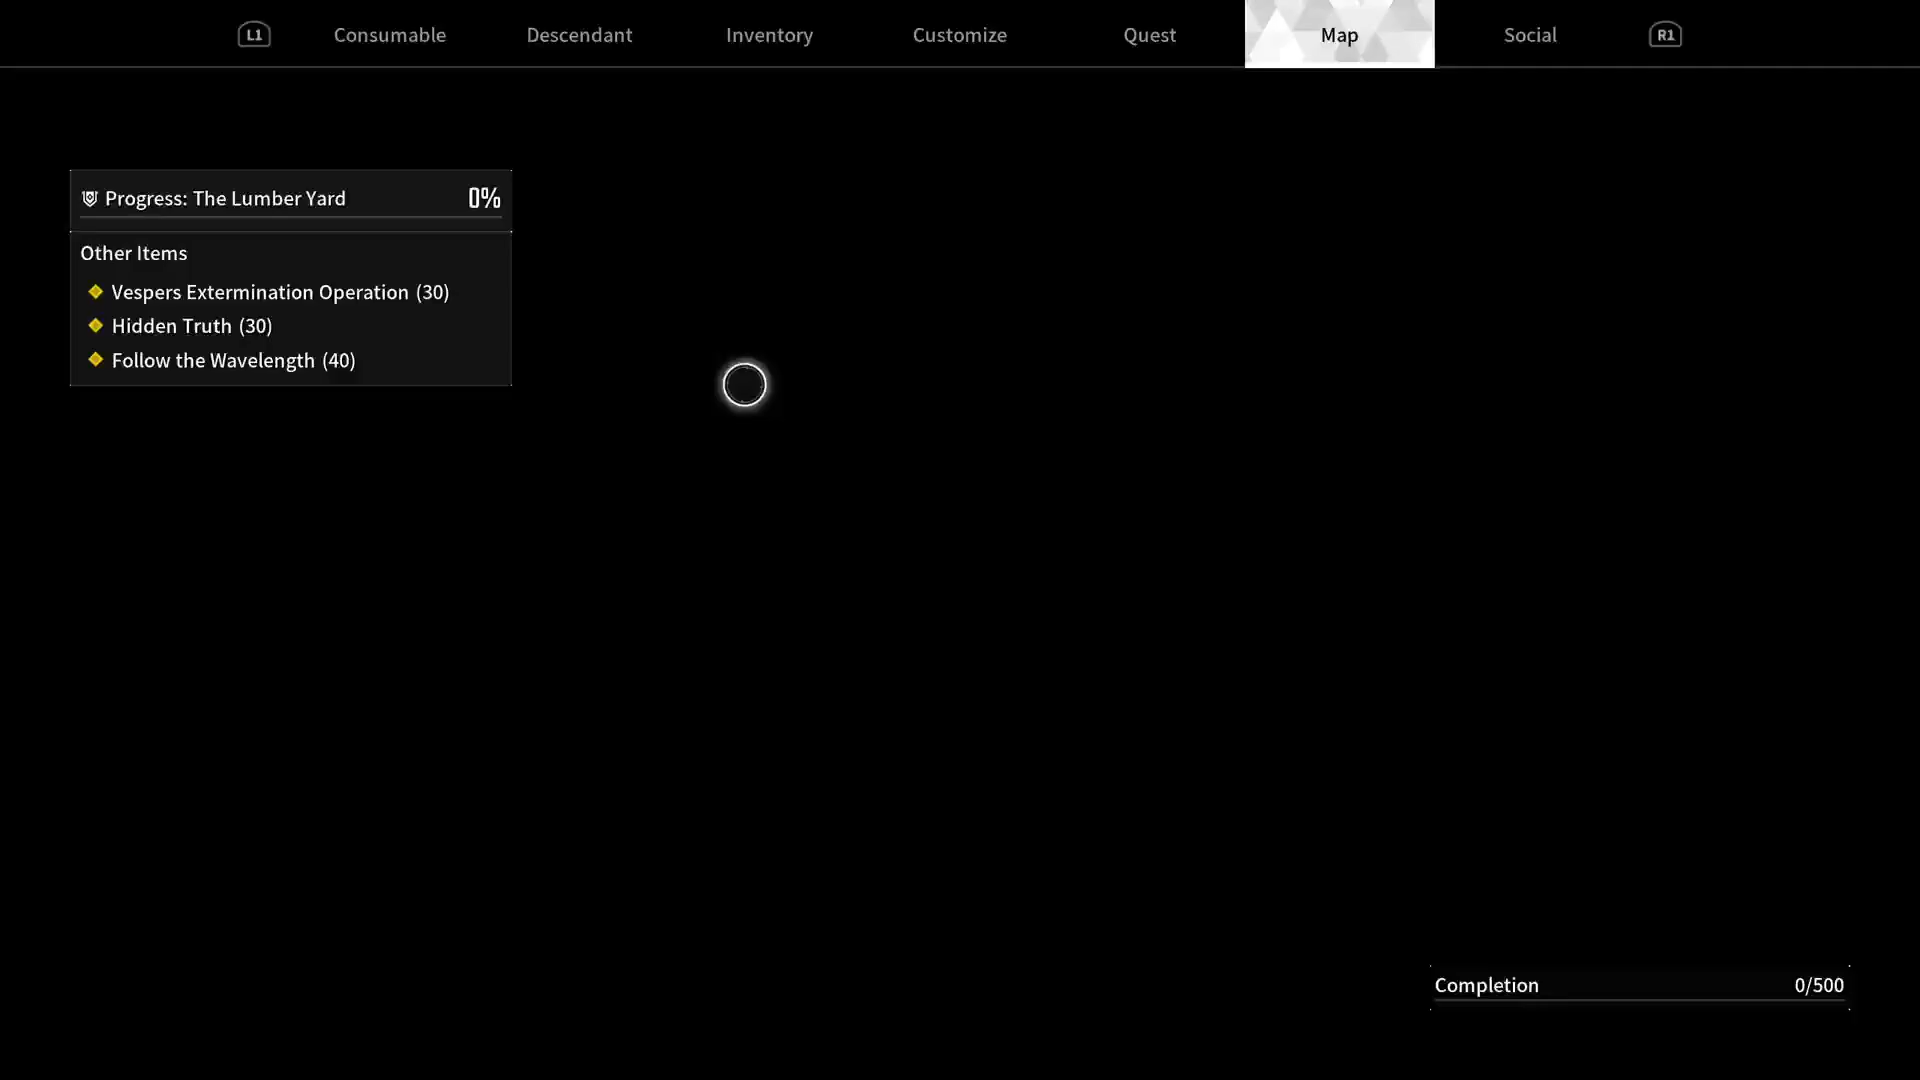 L1 Consumable Descendant Inventory Customize Quest Map Social R1
Progress: The Lumber Yard 0%
Other Items
Vespers Extermination Operation (30)
Hidden Truth (30)
Follow the Wavelength (40)
Completion 0/500